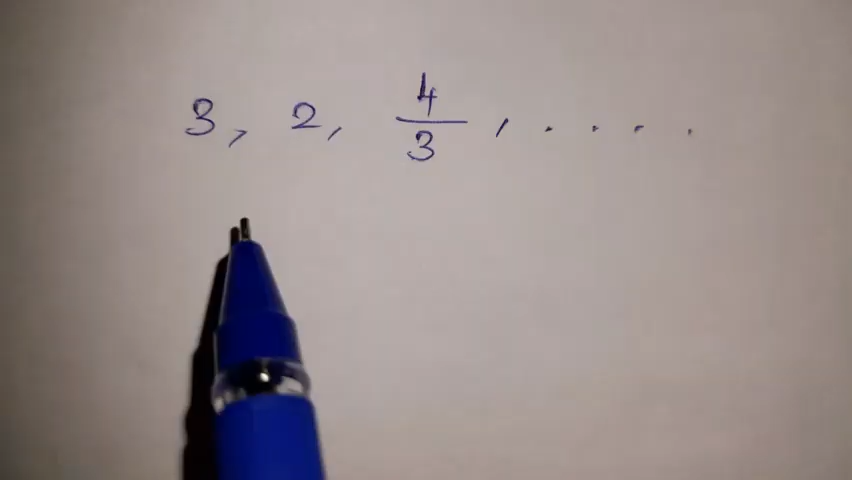 3, 2, 4/3, . . . .